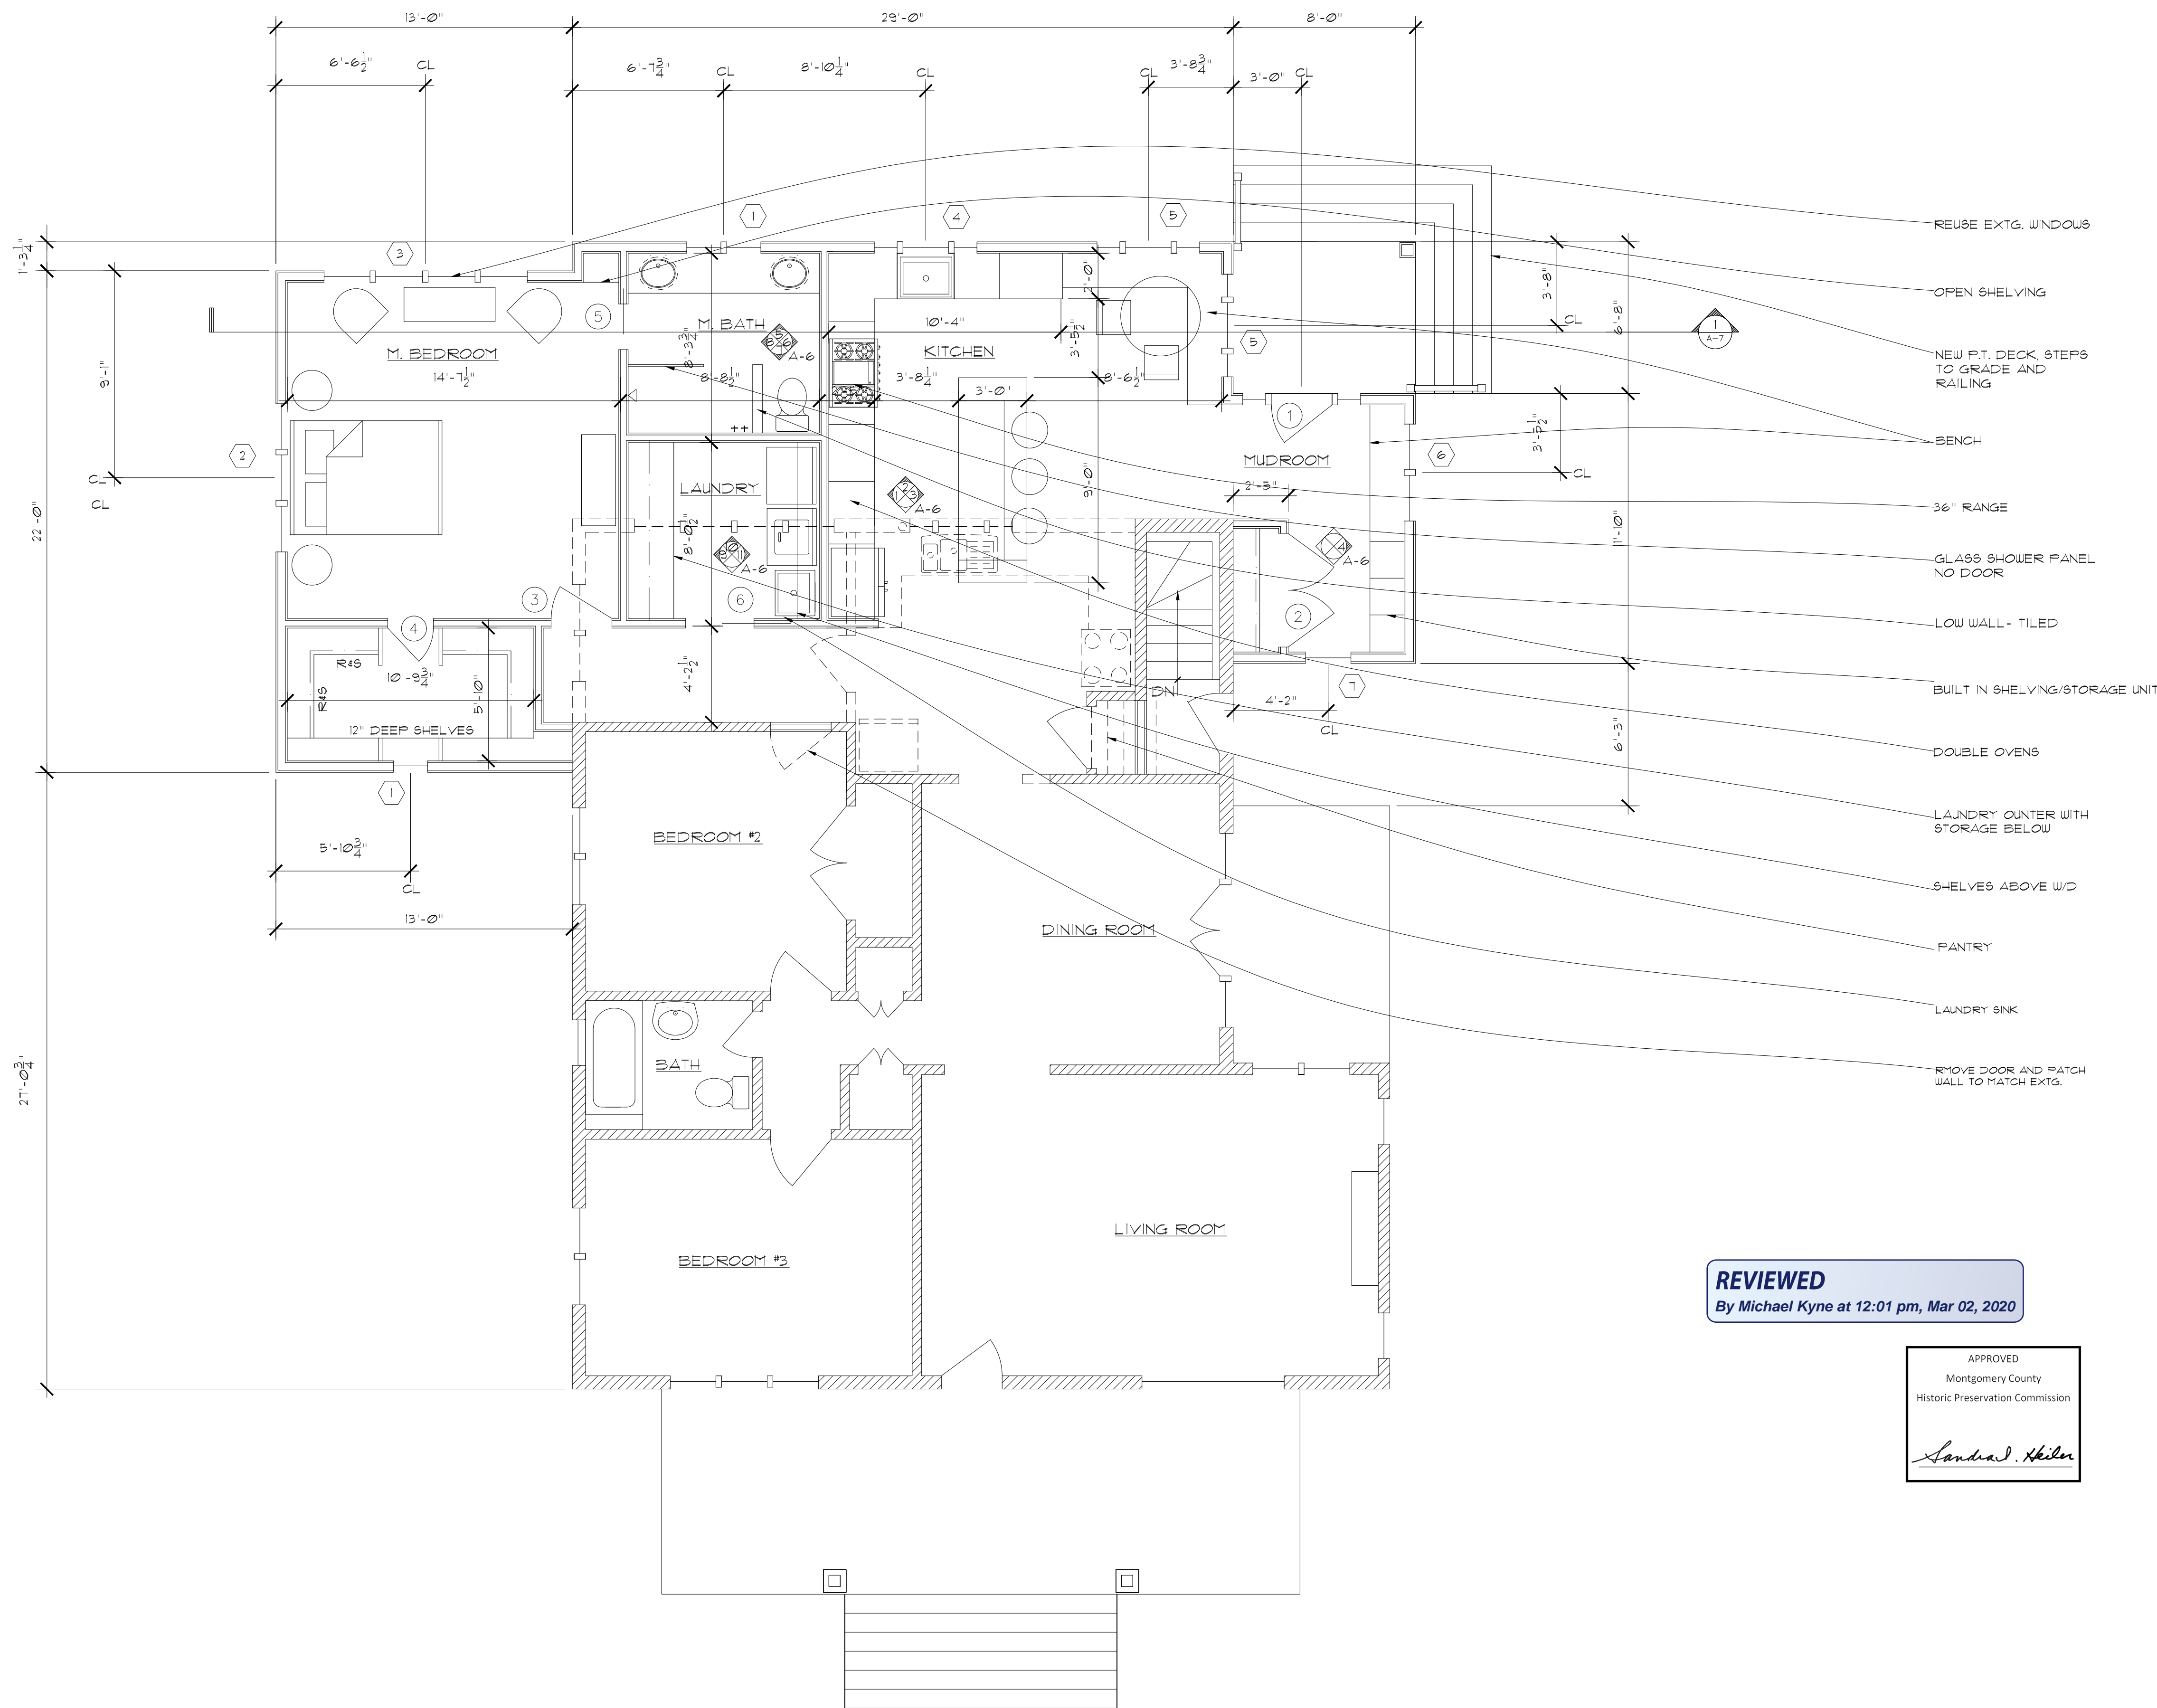 13'-0"
29'-0"
8'-0"
6'-6 1/2"
CL
6'-7 3/4"
CL
8'-10 1/4"
CL
CL
3'-8 3/4"
3'-0"
CL
1'-3 1/4"
3
1
4
5
REUSE EXTG. WINDOWS
OPEN SHELVING
NEW P.T. DECK, STEPS
TO GRADE AND
RAILING
BENCH
36" RANGE
GLASS SHOWER PANEL
NO DOOR
LOW WALL- TILED
BUILT IN SHELVING/STORAGE UNIT
DOUBLE OVENS
LAUNDRY OUNTER WITH
STORAGE BELOW
SHELVES ABOVE W/D
PANTRY
LAUNDRY SINK
RMOVE DOOR AND PATCH
WALL TO MATCH EXTG.
9'-1"
22'-0"
27'-0 3/4"
CL
CL
2
M. BEDROOM
14'-7 1/2"
5
M. BATH
8'-3 3/4"
8'-8 1/2"
A-6
KITCHEN
10'-4"
2'-0"
3'-5 1/2"
3'-8 1/4"
3'-0"
8'-6 1/2"
9'-0"
5
3'-8"
CL
6'-8"
1
A-7
1
MUDROOM
6
3'-5 1/2"
CL
2'-5"
11'-10"
4
A-6
2
LAUNDRY
8'-0 1/2"
9 10 11
A-6
1 2 3
A-6
6
3
4
R&S
R&S
10'-9 3/4"
5'-10"
12" DEEP SHELVES
4'-2 1/2"
DN
7
4'-2"
CL
6'-3"
1
5'-10 3/4"
CL
13'-0"
BEDROOM #2
DINING ROOM
BATH
BEDROOM #3
LIVING ROOM
REVIEWED
By Michael Kyne at 12:01 pm, Mar 02, 2020
APPROVED
Montgomery County
Historic Preservation Commission
Sandra I. Heiler